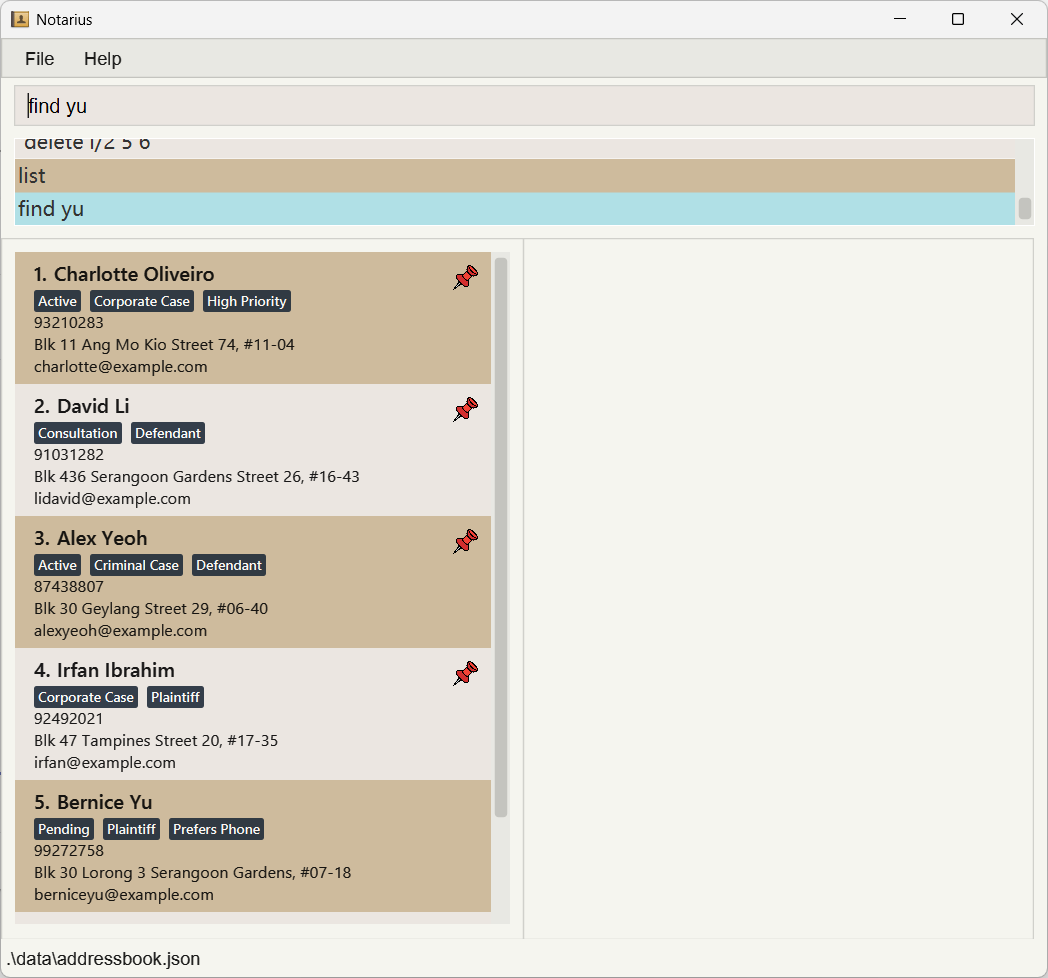 Notarius
File Help
find yu
delete i/2 5 6
list
find yu
1. Charlotte Oliveiro
Active Corporate Case High Priority
93210283
Blk 11 Ang Mo Kio Street 74, #11-04
charlotte@example.com
2. David Li
Consultation Defendant
91031282
Blk 436 Serangoon Gardens Street 26, #16-43
lidavid@example.com
3. Alex Yeoh
Active Criminal Case Defendant
87438807
Blk 30 Geylang Street 29, #06-40
alexyeoh@example.com
4. Irfan Ibrahim
Corporate Case Plaintiff
92492021
Blk 47 Tampines Street 20, #17-35
irfan@example.com
5. Bernice Yu
Pending Plaintiff Prefers Phone
99272758
Blk 30 Lorong 3 Serangoon Gardens, #07-18
berniceyu@example.com
.\data\addressbook.json